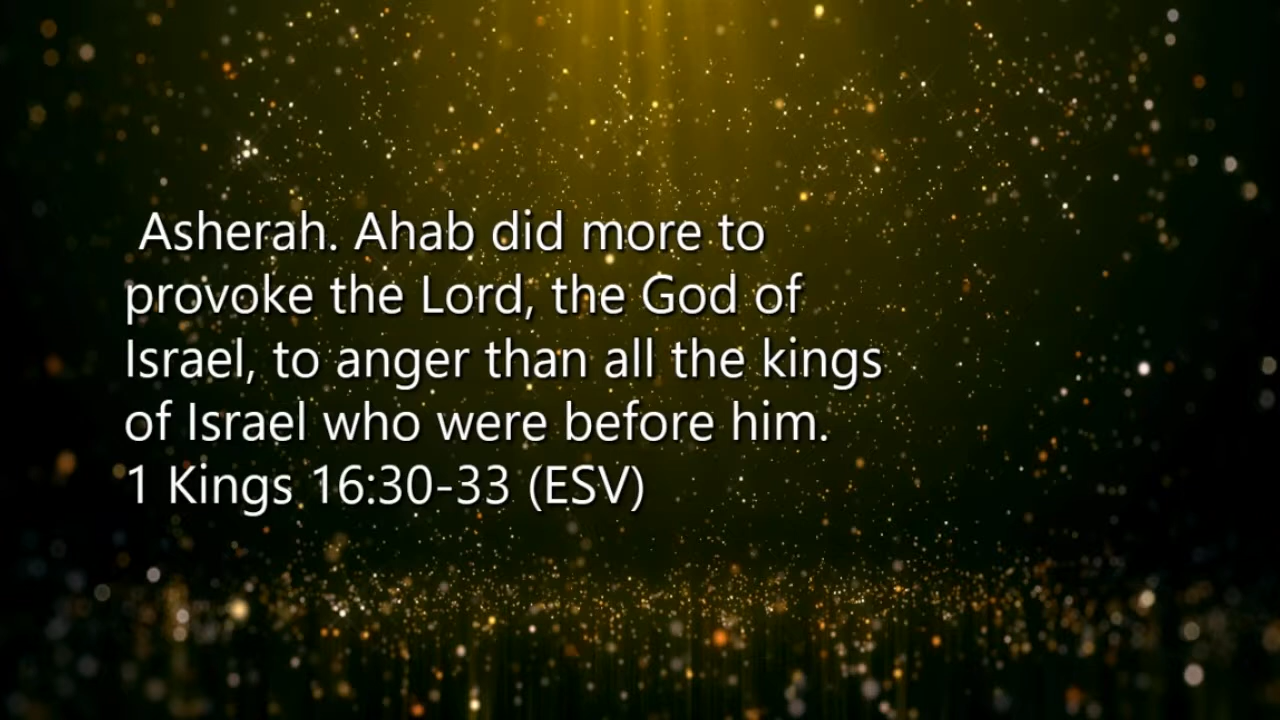 Asherah. Ahab did more to
provoke the Lord, the God of
Israel, to anger than all the kings
of Israel who were before him.
1 Kings 16:30-33 (ESV)